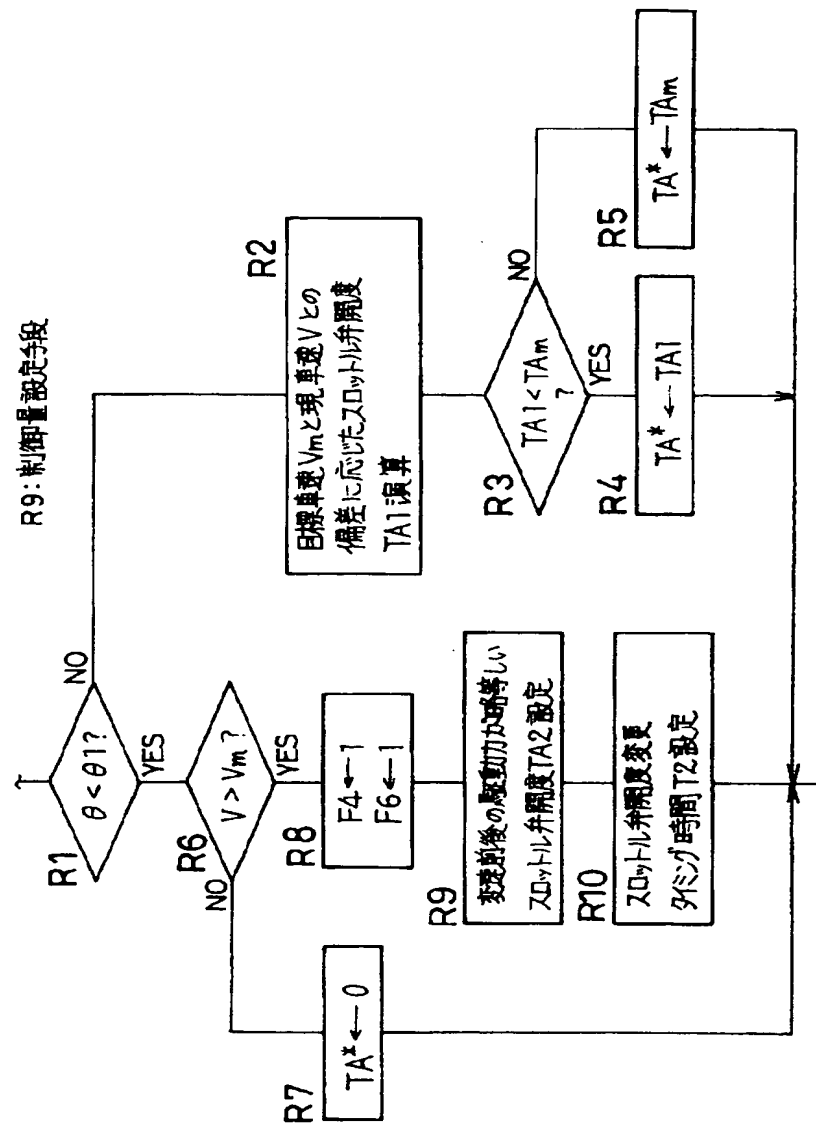 R9:制御量設定手段
R1
θ<θ1?
NO
YES
R2
目標車速Vmと現車速Vとの
偏差に応じたスロットル弁開度
TA1演算
R3
TA1<TAm
?
NO
YES
R4
TA*←TA1
R5
TA*←TAm
R6
V>Vm?
NO
YES
R7
TA*←0
R8
F4←1
F6←1
R9
変速前後の駆動力が略等しい
スロットル弁開度TA2設定
R10
スロットル弁開度変更
タイミング時間T2設定